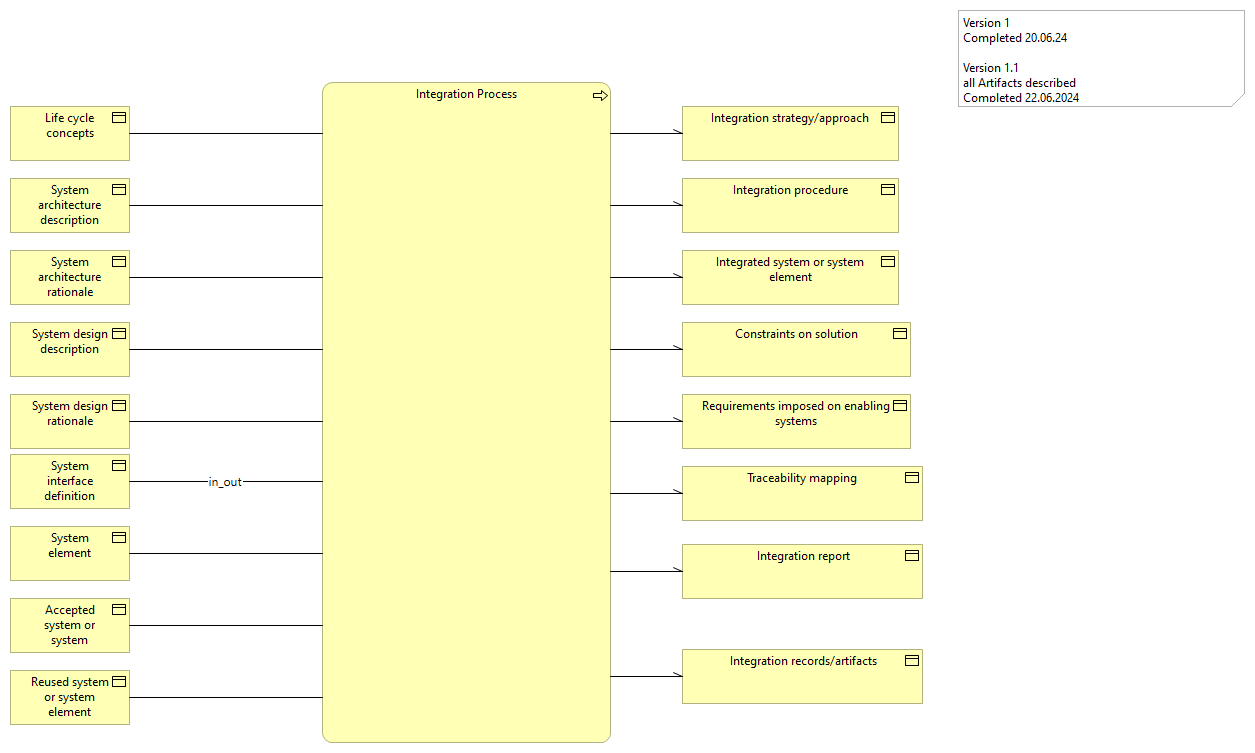 Version 1
Completed 20.06.24
Version 1.1
all Artifacts described
Completed 22.06.2024
Integration Process
Life cycle
concepts
System
architecture
description
System
architecture
rationale
System design
description
System design
rationale
System
interface
definition
in_out
System
element
Accepted
system or
system
Reused system
or system
element
Integration strategy/approach
Integration procedure
Integrated system or system
element
Constraints on solution
Requirements imposed on enabling
systems
Traceability mapping
Integration report
Integration records/artifacts